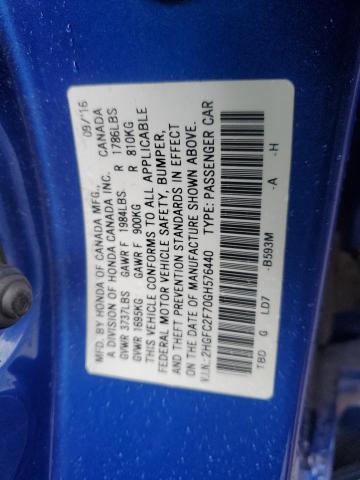 MFD. BY HONDA OF CANADA MFG., 09/16
A DIVISION OF HONDA CANADA INC. CANADA
GVWR 3737LBS GAWR F 1984LBS R 1786LBS
GVWR 1695KG GAWR F 900KG R 810KG
THIS VEHICLE CONFORMS TO ALL APPLICABLE
FEDERAL MOTOR VEHICLE SAFETY, BUMPER,
AND THEFT PREVENTION STANDARDS IN EFFECT
ON THE DATE OF MANUFACTURE SHOWN ABOVE.
V.I.N.: 2HGFC2F70GH576440 TYPE: PASSENGER CAR
TBD G LD7 -B593M -A -H